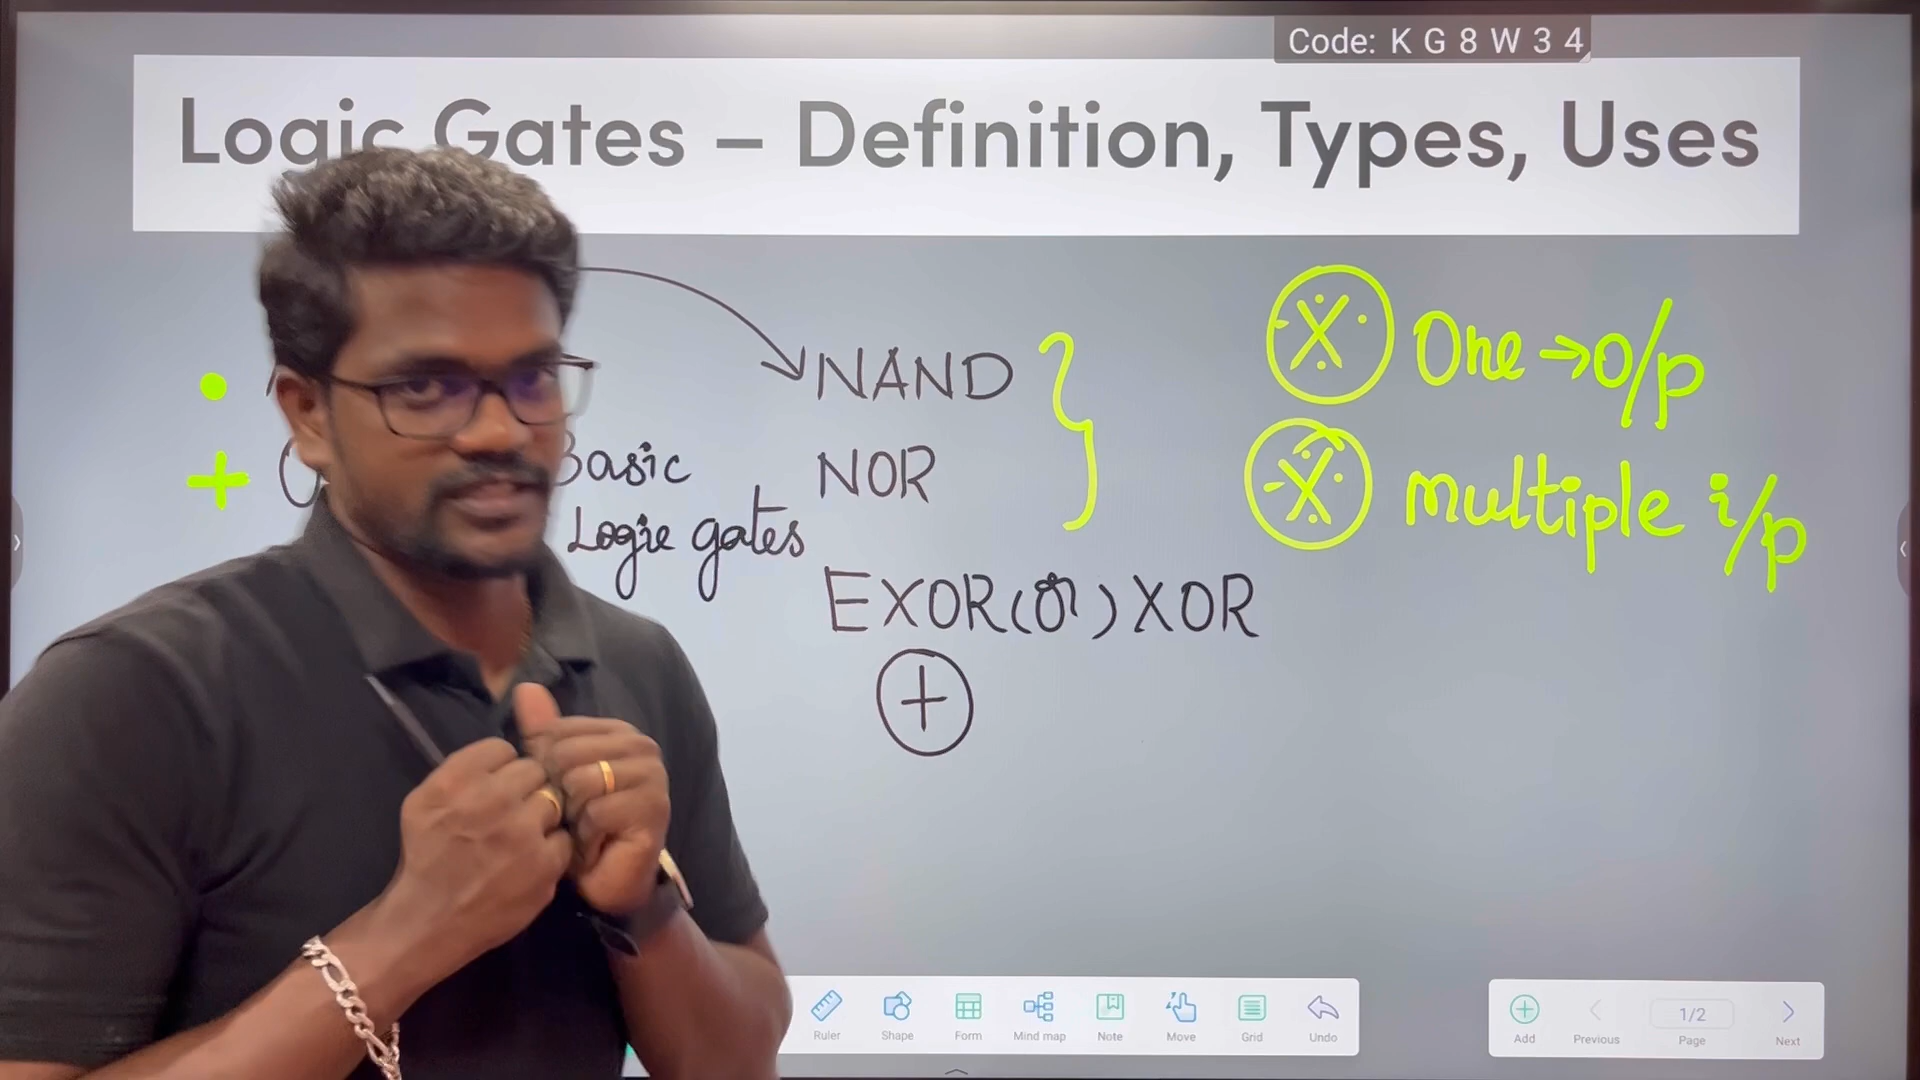 Code: K G 8 W 3 4
Logic Gates – Definition, Types, Uses
NAND
One → O/p
+
Basic
NOR
multiple i/p
Logic gates
EXOR (or) XOR
+
Ruler
Shape
Form
Mind map
Note
Move
Grid
Undo
Add
Previous
1/2
Page
Next